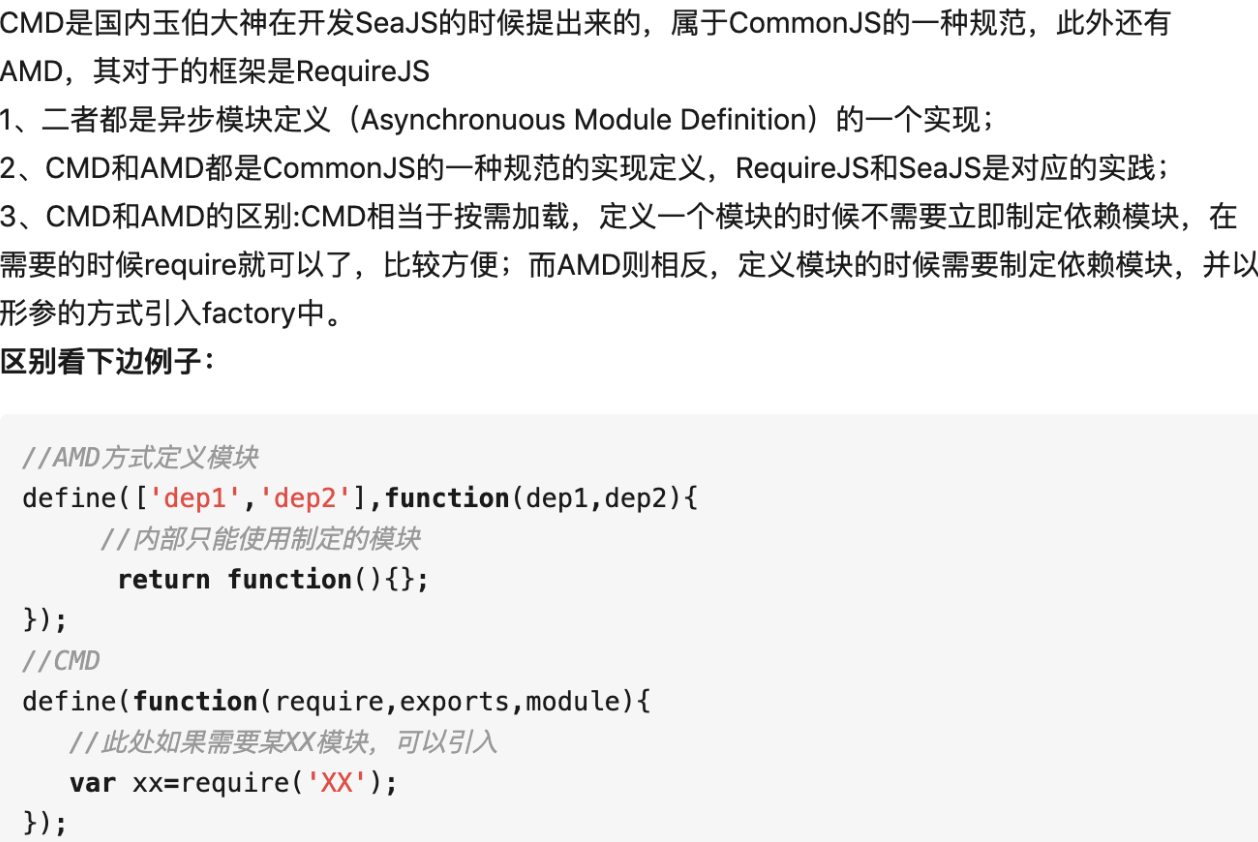 CMD是国内玉伯大神在开发SeaJS的时候提出来的，属于CommonJS的一种规范，此外还有
AMD，其对于的框架是RequireJS
1、二者都是异步模块定义（Asynchronuous Module Definition）的一个实现；
2、CMD和AMD都是CommonJS的一种规范的实现定义，RequireJS和SeaJS是对应的实践；
3、CMD和AMD的区别:CMD相当于按需加载，定义一个模块的时候不需要立即制定依赖模块，在
需要的时候require就可以了，比较方便；而AMD则相反，定义模块的时候需要制定依赖模块，并以
形参的方式引入factory中。
区别看下边例子：
//AMD方式定义模块
define(['dep1','dep2'],function(dep1,dep2){
//内部只能使用制定的模块
return function(){};
});
//CMD
define(function(require,exports,module){
//此处如果需要某XX模块，可以引入
var xx=require('XX');
});